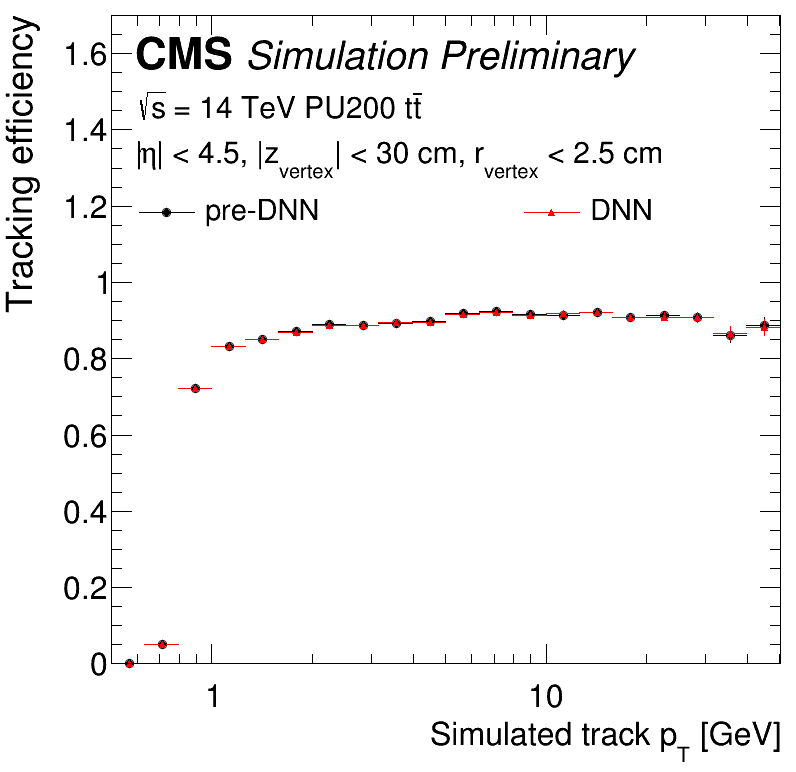 CMS Simulation Preliminary
√s = 14 TeV PU200 tt̄
|η| < 4.5, |z_vertex| < 30 cm, r_vertex < 2.5 cm
pre-DNN
DNN
Tracking efficiency
1.6
1.4
1.2
1
0.8
0.6
0.4
0.2
0
1
10
Simulated track p_T [GeV]